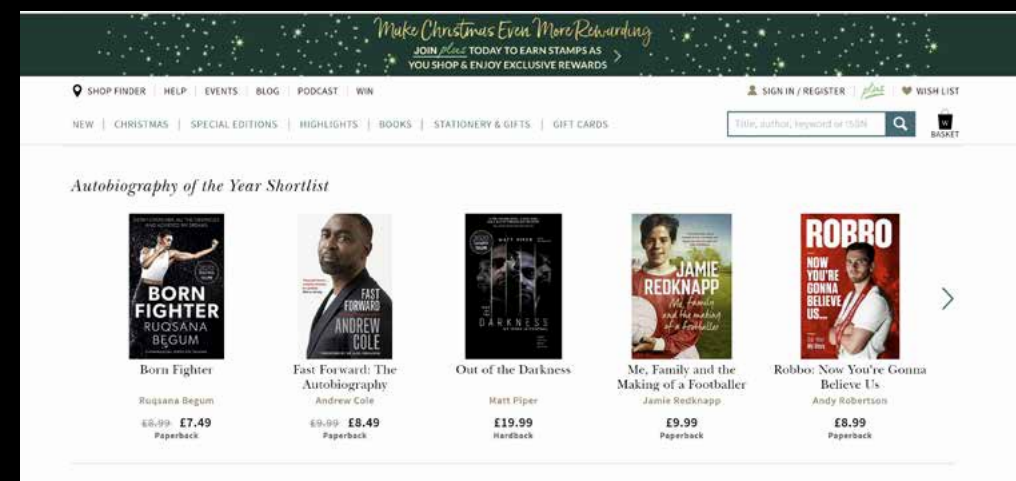 Make Christmas Even More Rewarding
JOIN plus TODAY TO EARN STAMPS AS
YOU SHOP & ENJOY EXCLUSIVE REWARDS
SHOP FINDER | HELP | EVENTS | BLOG | PODCAST | WIN
SIGN IN / REGISTER | plus | WISH LIST
NEW | CHRISTMAS | SPECIAL EDITIONS | HIGHLIGHTS | BOOKS | STATIONERY & GIFTS | GIFT CARDS
Title, author, keyword or ISBN
W
BASKET
Autobiography of the Year Shortlist
BORN
FIGHTER
RUQSANA
BEGUM
FAST
FORWARD
ANDREW
COLE
MATT PIPER
DARKNESS
JAMIE
REDKNAPP
Me, Family
and the making
of a Footballer
ROBBO
NOW
YOU'RE
GONNA
BELIEVE
US...
Born Fighter
Ruqsana Begum
£8.99 £7.49
Paperback
Fast Forward: The
Autobiography
Andrew Cole
£9.99 £8.49
Paperback
Out of the Darkness
Matt Piper
£19.99
Hardback
Me, Family and the
Making of a Footballer
Jamie Redknapp
£9.99
Paperback
Robbo: Now You're Gonna
Believe Us
Andy Robertson
£8.99
Paperback